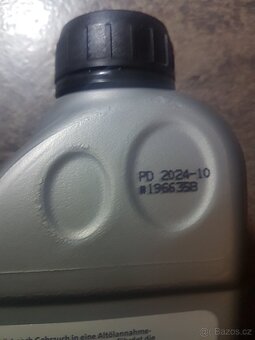 PD 2024-10
#1966358
Gebrauch in eine Altölannahme-
Bazos.cz